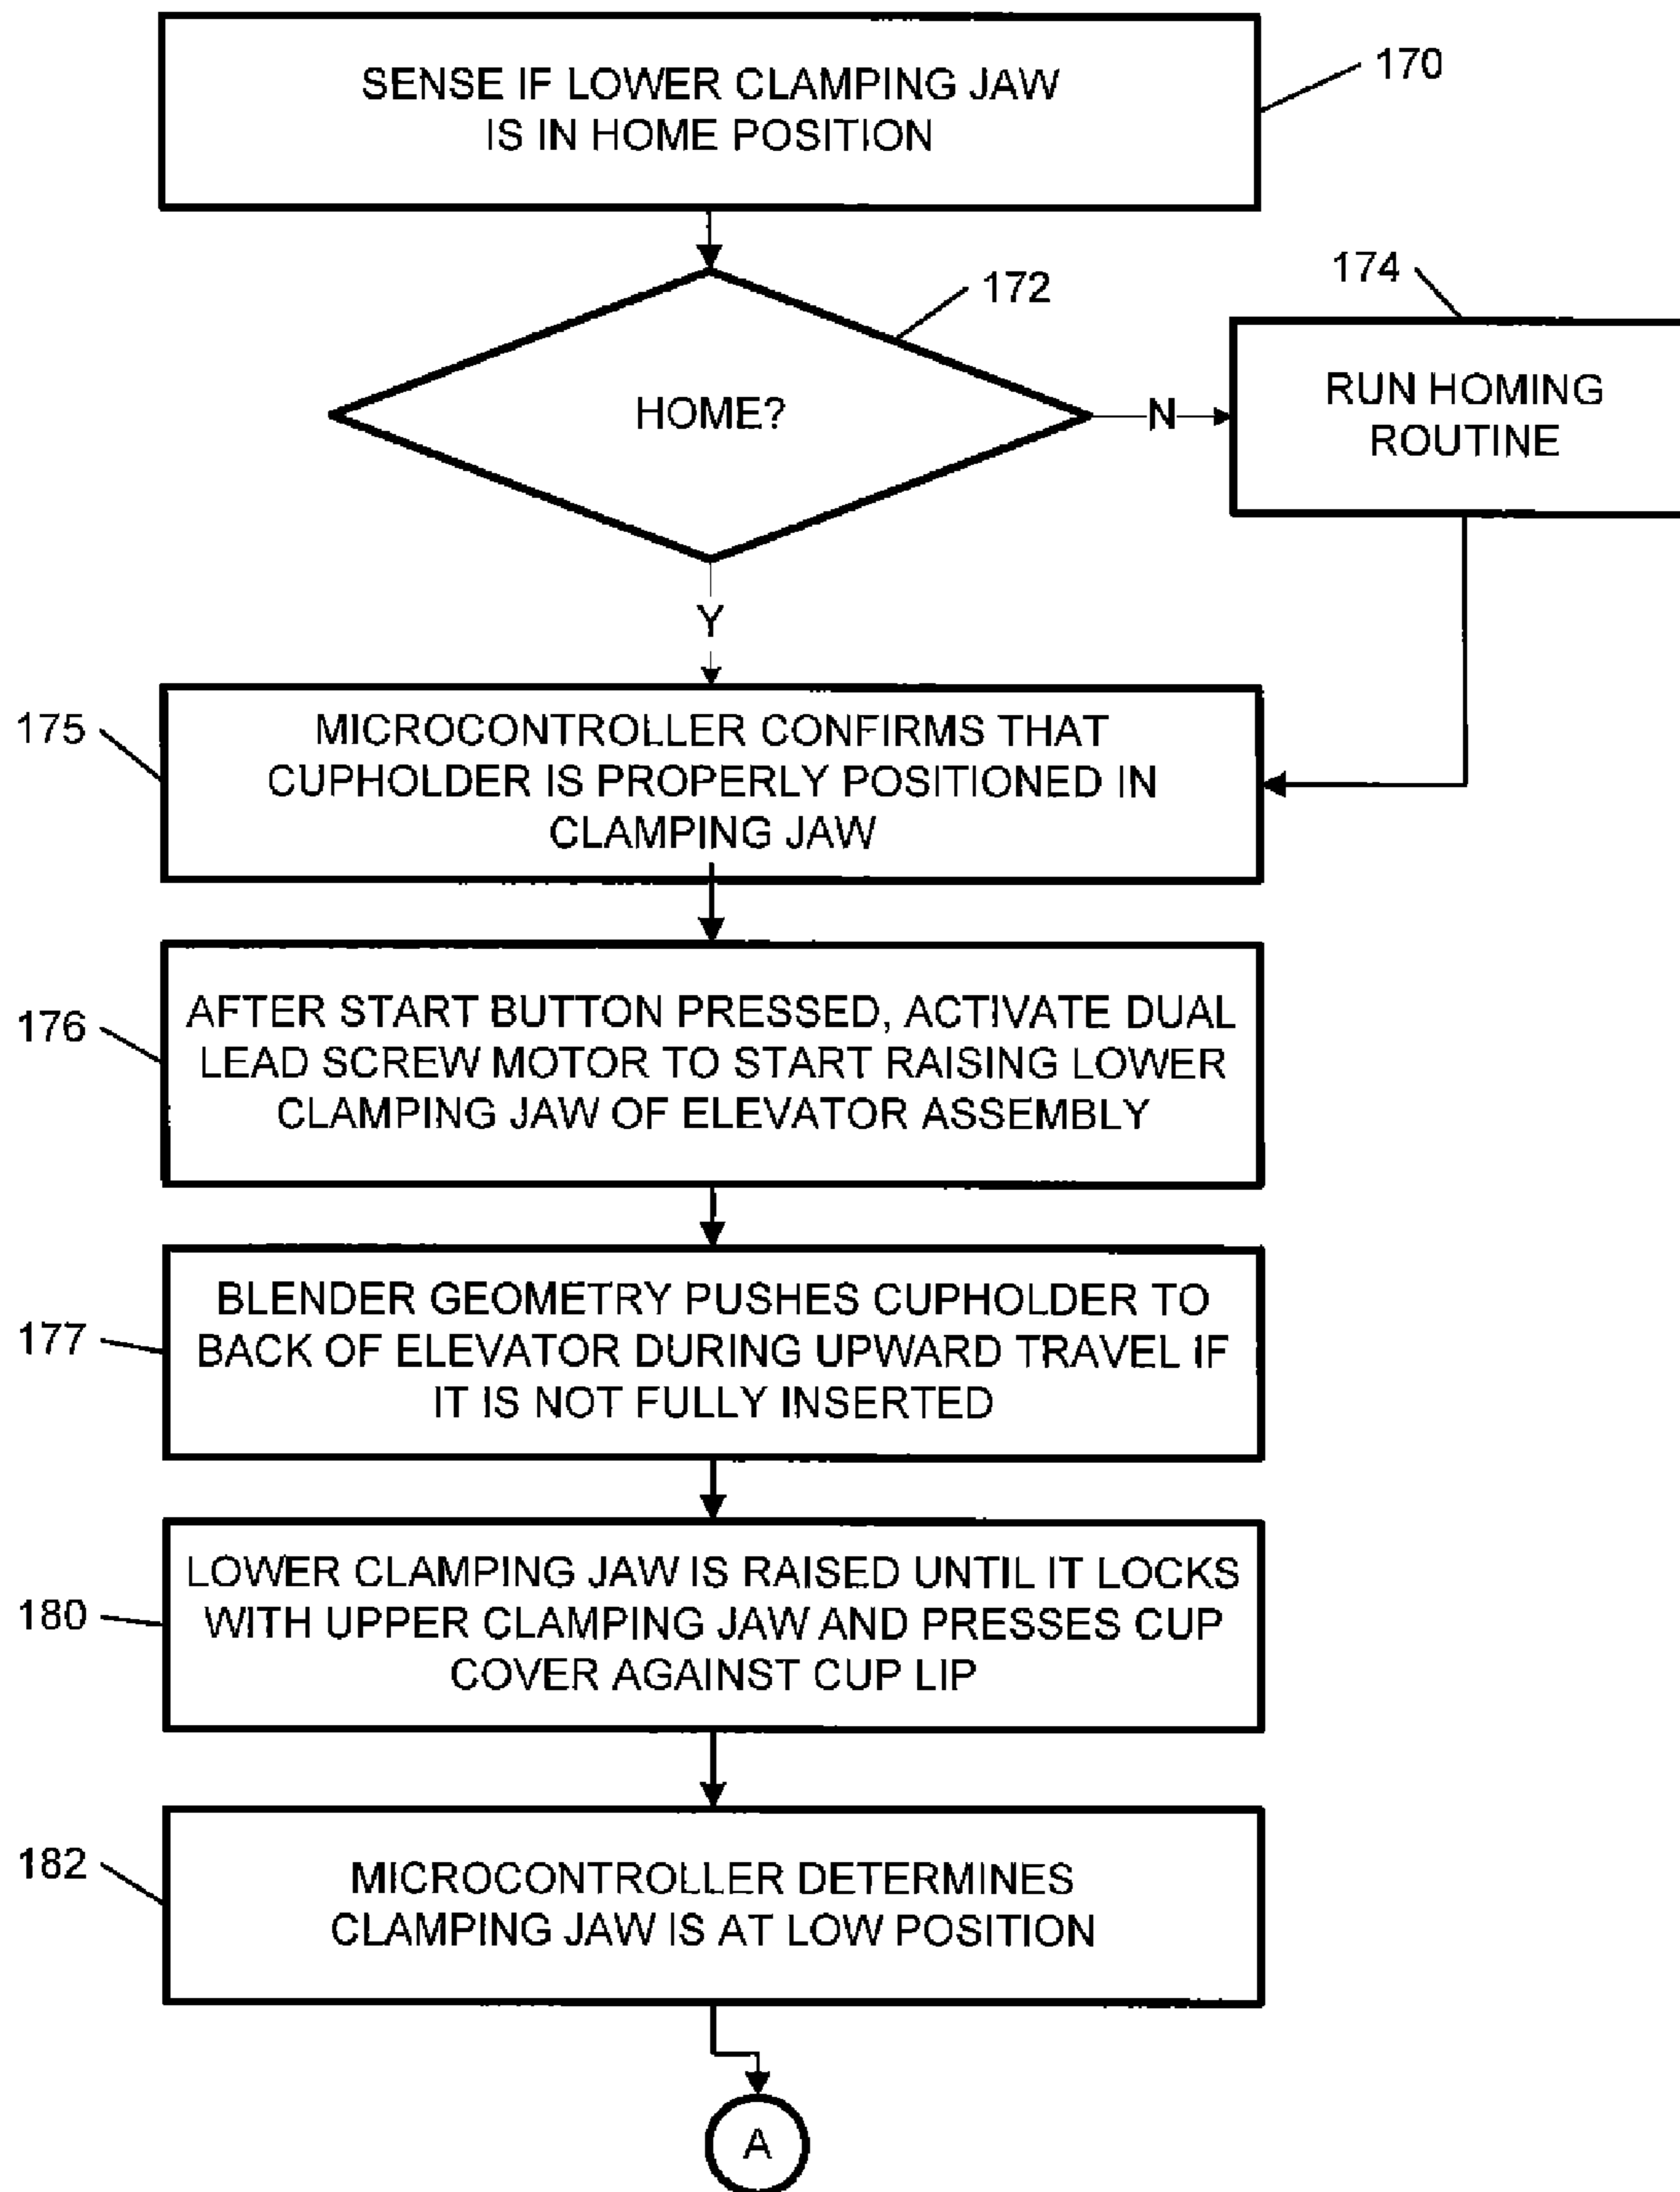 SENSE IF LOWER CLAMPING JAW
IS IN HOME POSITION
170
172
174
HOME?
N
RUN HOMING
ROUTINE
Y
175
MICROCONTROLLER CONFIRMS THAT
CUPHOLDER IS PROPERLY POSITIONED IN
CLAMPING JAW
176
AFTER START BUTTON PRESSED, ACTIVATE DUAL
LEAD SCREW MOTOR TO START RAISING LOWER
CLAMPING JAW OF ELEVATOR ASSEMBLY
177
BLENDER GEOMETRY PUSHES CUPHOLDER TO
BACK OF ELEVATOR DURING UPWARD TRAVEL IF
IT IS NOT FULLY INSERTED
180
LOWER CLAMPING JAW IS RAISED UNTIL IT LOCKS
WITH UPPER CLAMPING JAW AND PRESSES CUP
COVER AGAINST CUP LIP
182
MICROCONTROLLER DETERMINES
CLAMPING JAW IS AT LOW POSITION
A